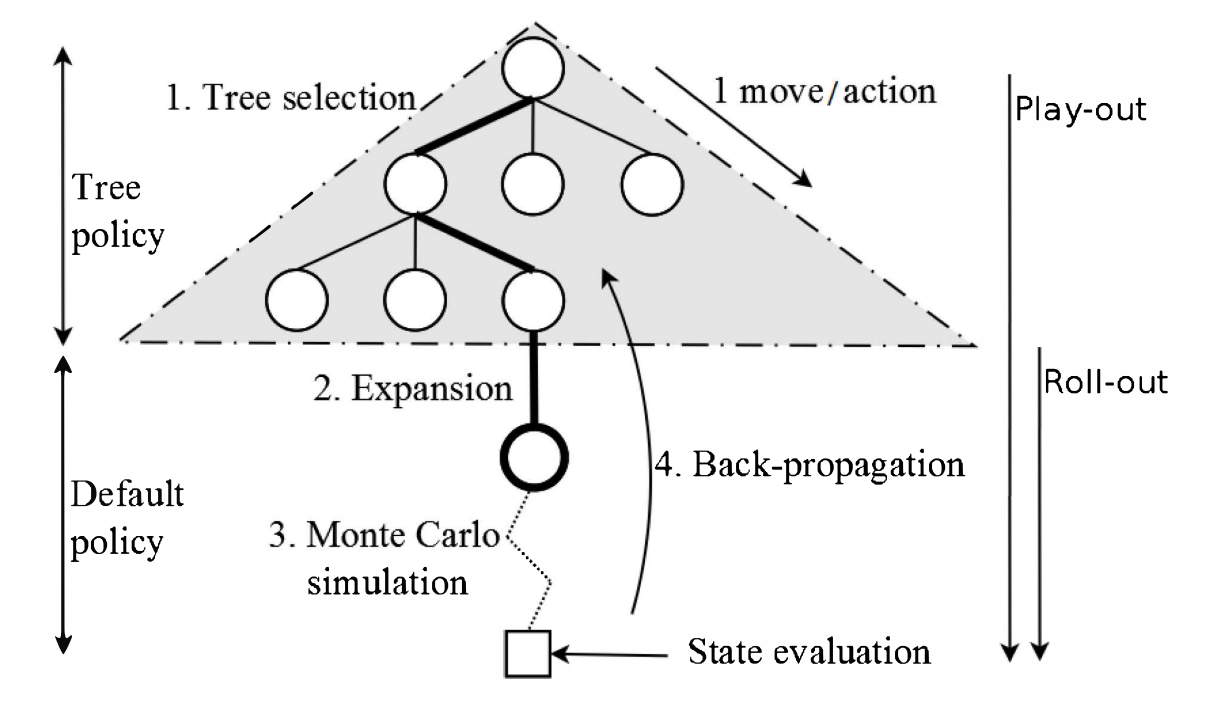 1. Tree selection
1 move/action
Play-out
Tree
policy
2. Expansion
Roll-out
4. Back-propagation
Default
policy
3. Monte Carlo
simulation
State evaluation